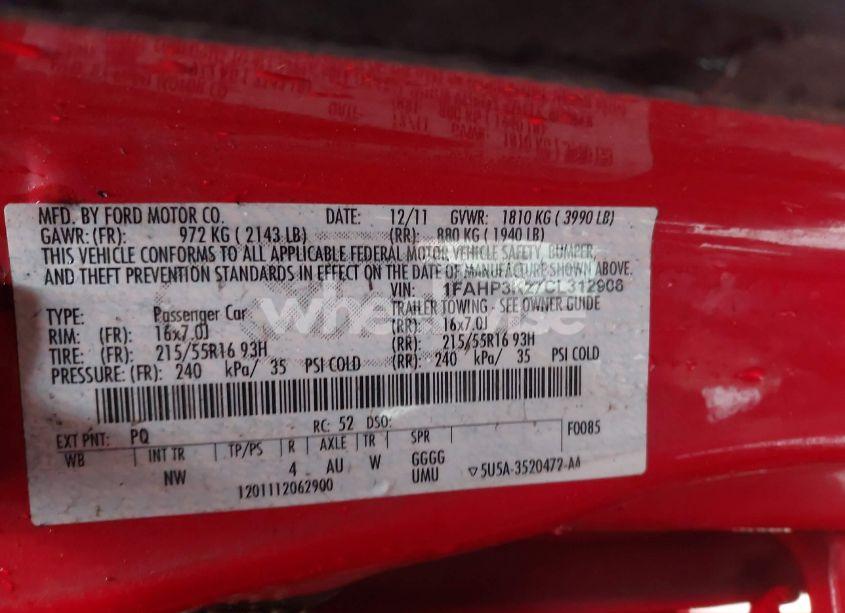 MFD. BY FORD MOTOR CO. DATE: 12/11 GVWR: 1810 KG ( 3990 LB)
GAWR:(FR): 972 KG ( 2143 LB) (RR): 880 KG ( 1940 LB)
THIS VEHICLE CONFORMS TO ALL APPLICABLE FEDERAL MOTOR VEHICLE SAFETY, BUMPER,
AND THEFT PREVENTION STANDARDS IN EFFECT ON THE DATE OF MANUFACTURE SHOWN ABOVE.
VIN: 1FAHP3K27CL312908
TYPE: Passenger Car TRAILER TOWING - SEE OWNER GUIDE
RIM: (FR): 16x7.0J (RR): 16x7.0J
TIRE: (FR): 215/55R16 93H (RR): 215/55R16 93H
PRESSURE: (FR): 240 kPa/ 35 PSI COLD (RR): 240 kPa/ 35 PSI COLD
RC: 52 DSO: F0085
EXT PNT: PQ
WB INT TR TP/PS R AXLE TR SPR
NW 4 AU W GGGG
UMU
1201112062900
▽5U5A-3520472-AA